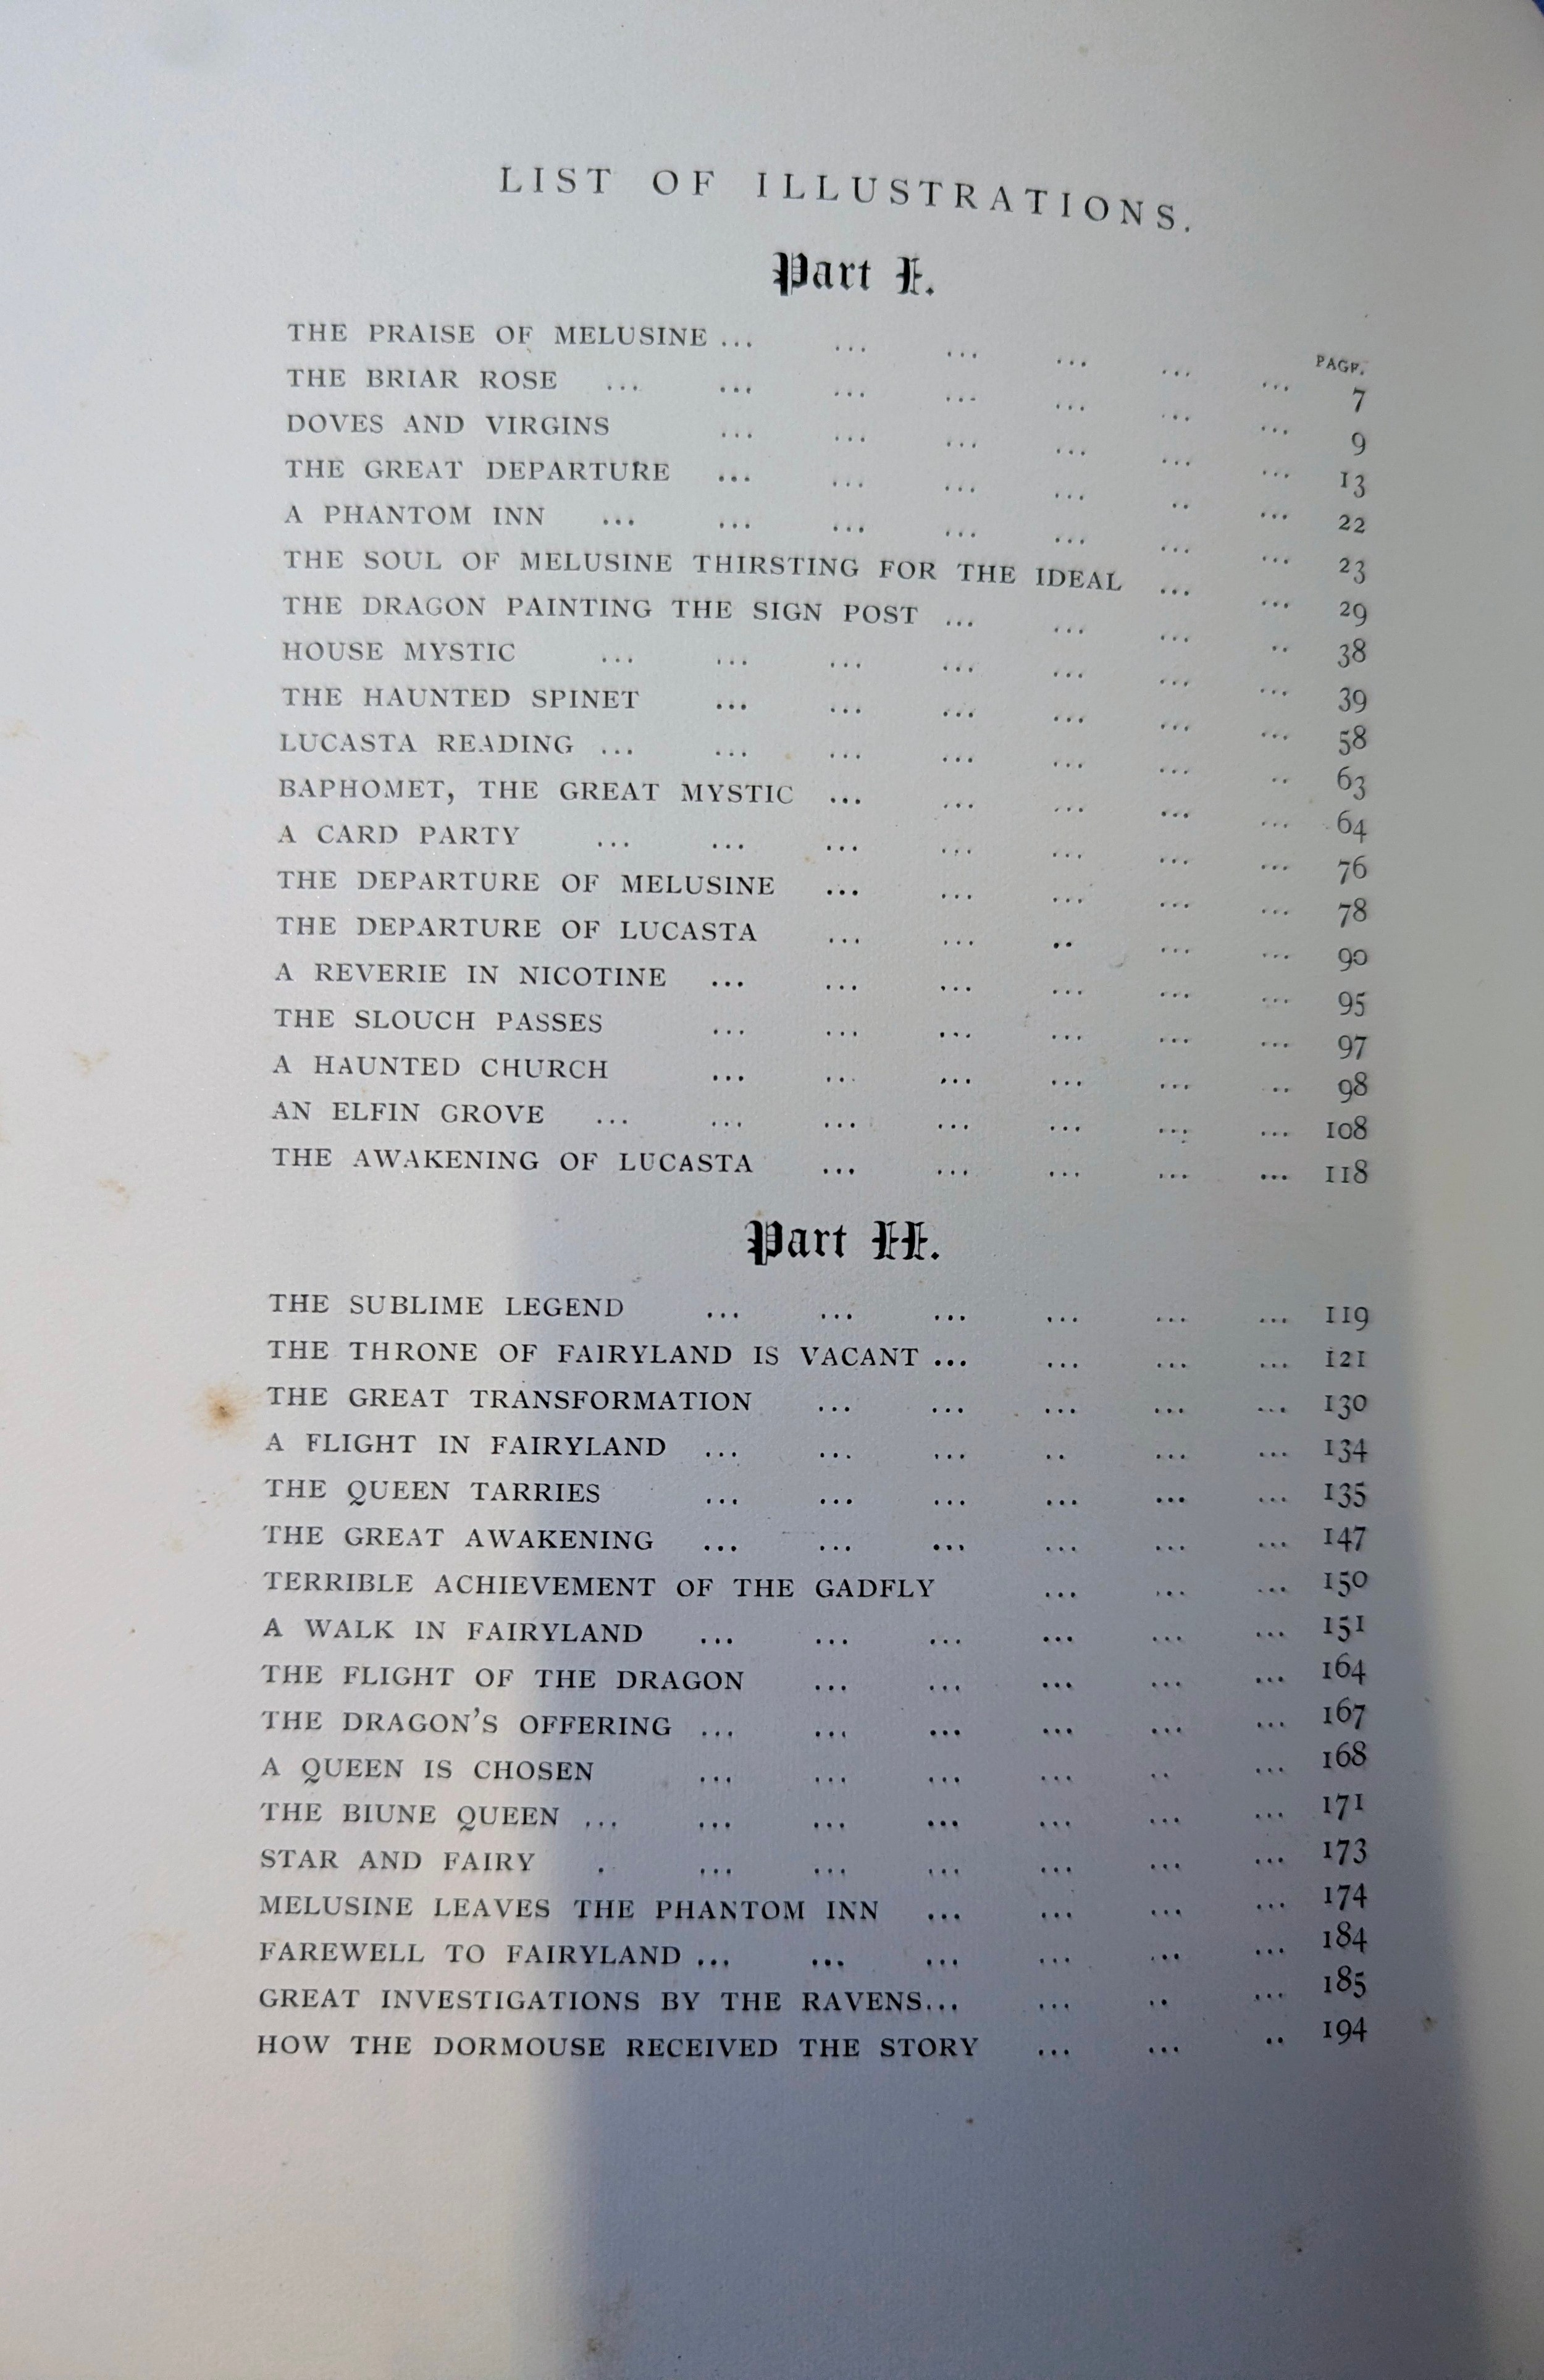 LIST OF ILLUSTRATIONS.
Part I.
PAGE.
THE PRAISE OF MELUSINE ... ... ... ... ... ... 7
THE BRIAR ROSE ... ... ... ... ... ... ... 9
DOVES AND VIRGINS ... ... ... ... ... ... 13
THE GREAT DEPARTURE ... ... ... ... .. ... 22
A PHANTOM INN ... ... ... ... ... ... ... 23
THE SOUL OF MELUSINE THIRSTING FOR THE IDEAL ... ... 29
THE DRAGON PAINTING THE SIGN POST ... ... ... .. 38
HOUSE MYSTIC ... ... ... ... ... ... ... 39
THE HAUNTED SPINET ... ... ... ... ... ... 58
LUCASTA READING ... ... ... ... ... ... .. 63
BAPHOMET, THE GREAT MYSTIC ... ... ... ... ... 64
A CARD PARTY ... ... ... ... ... ... ... 76
THE DEPARTURE OF MELUSINE ... ... ... ... ... 78
THE DEPARTURE OF LUCASTA ... ... .. ... ... 90
A REVERIE IN NICOTINE ... ... ... ... ... ... 95
THE SLOUCH PASSES ... ... ... ... ... ... 97
A HAUNTED CHURCH ... ... ... ... ... .. 98
AN ELFIN GROVE ... ... ... ... ... ... ... 108
THE AWAKENING OF LUCASTA ... ... ... ... ... 118
Part II.
THE SUBLIME LEGEND ... ... ... ... ... ... 119
THE THRONE OF FAIRYLAND IS VACANT ... ... ... ... 121
THE GREAT TRANSFORMATION ... ... ... ... ... 130
A FLIGHT IN FAIRYLAND ... ... ... .. ... ... 134
THE QUEEN TARRIES ... ... ... ... ... ... 135
THE GREAT AWAKENING ... ... ... ... ... ... 147
TERRIBLE ACHIEVEMENT OF THE GADFLY ... ... ... 150
A WALK IN FAIRYLAND ... ... ... ... ... ... 151
THE FLIGHT OF THE DRAGON ... ... ... ... ... 164
THE DRAGON'S OFFERING ... ... ... ... ... ... 167
A QUEEN IS CHOSEN ... ... ... ... .. ... 168
THE BIUNE QUEEN ... ... ... ... ... ... ... 171
STAR AND FAIRY . ... ... ... ... ... ... 173
MELUSINE LEAVES THE PHANTOM INN ... ... ... ... 174
FAREWELL TO FAIRYLAND ... ... ... ... ... ... 184
GREAT INVESTIGATIONS BY THE RAVENS... ... .. ... 185
HOW THE DORMOUSE RECEIVED THE STORY ... ... .. 194